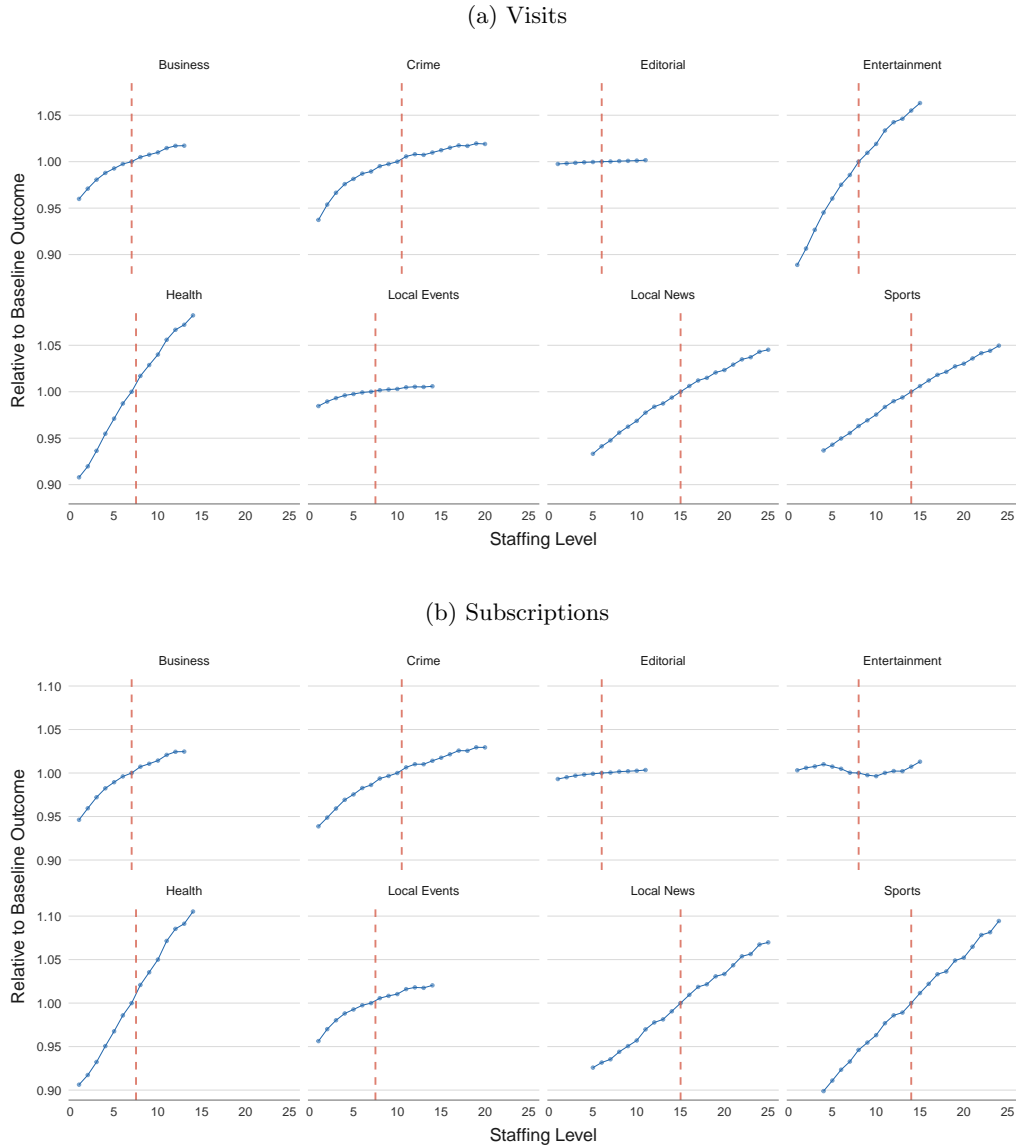 (a) Visits
Business Crime Editorial Entertainment
1.05
1.00
0.95
0.90
Health Local Events Local News Sports
1.05
1.00
0.95
0.90
0 5 10 15 20 25 0 5 10 15 20 25 0 5 10 15 20 25 0 5 10 15 20 25
Relative to Baseline Outcome
Staffing Level
(b) Subscriptions
Business Crime Editorial Entertainment
1.10
1.05
1.00
0.95
0.90
Health Local Events Local News Sports
1.10
1.05
1.00
0.95
0.90
0 5 10 15 20 25 0 5 10 15 20 25 0 5 10 15 20 25 0 5 10 15 20 25
Relative to Baseline Outcome
Staffing Level